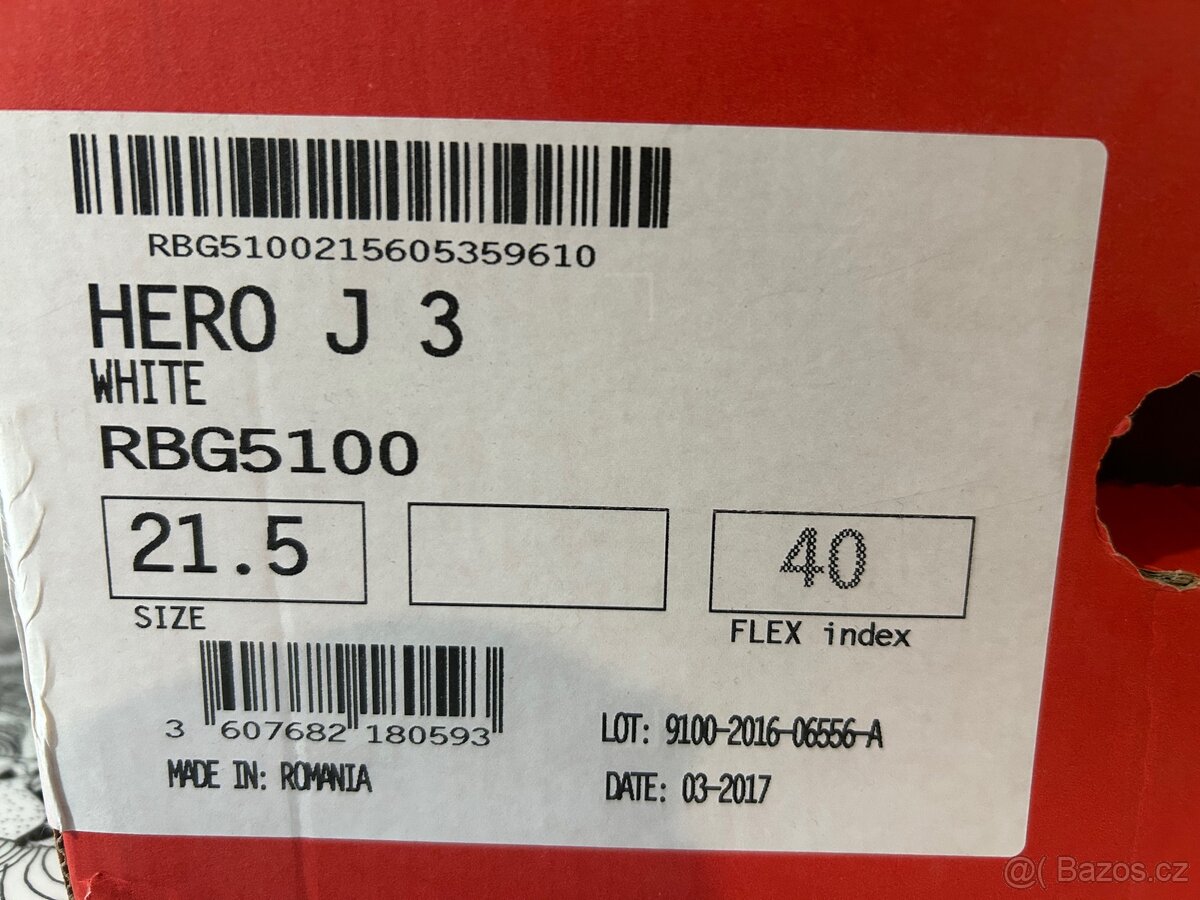 RBG5100215605359610
HERO J 3
WHITE
RBG5100
21.5
40
SIZE
FLEX index
3 607682 180593
LOT: 9100-2016-06556-A
MADE IN: ROMANIA
DATE: 03-2017
@( Bazos.cz